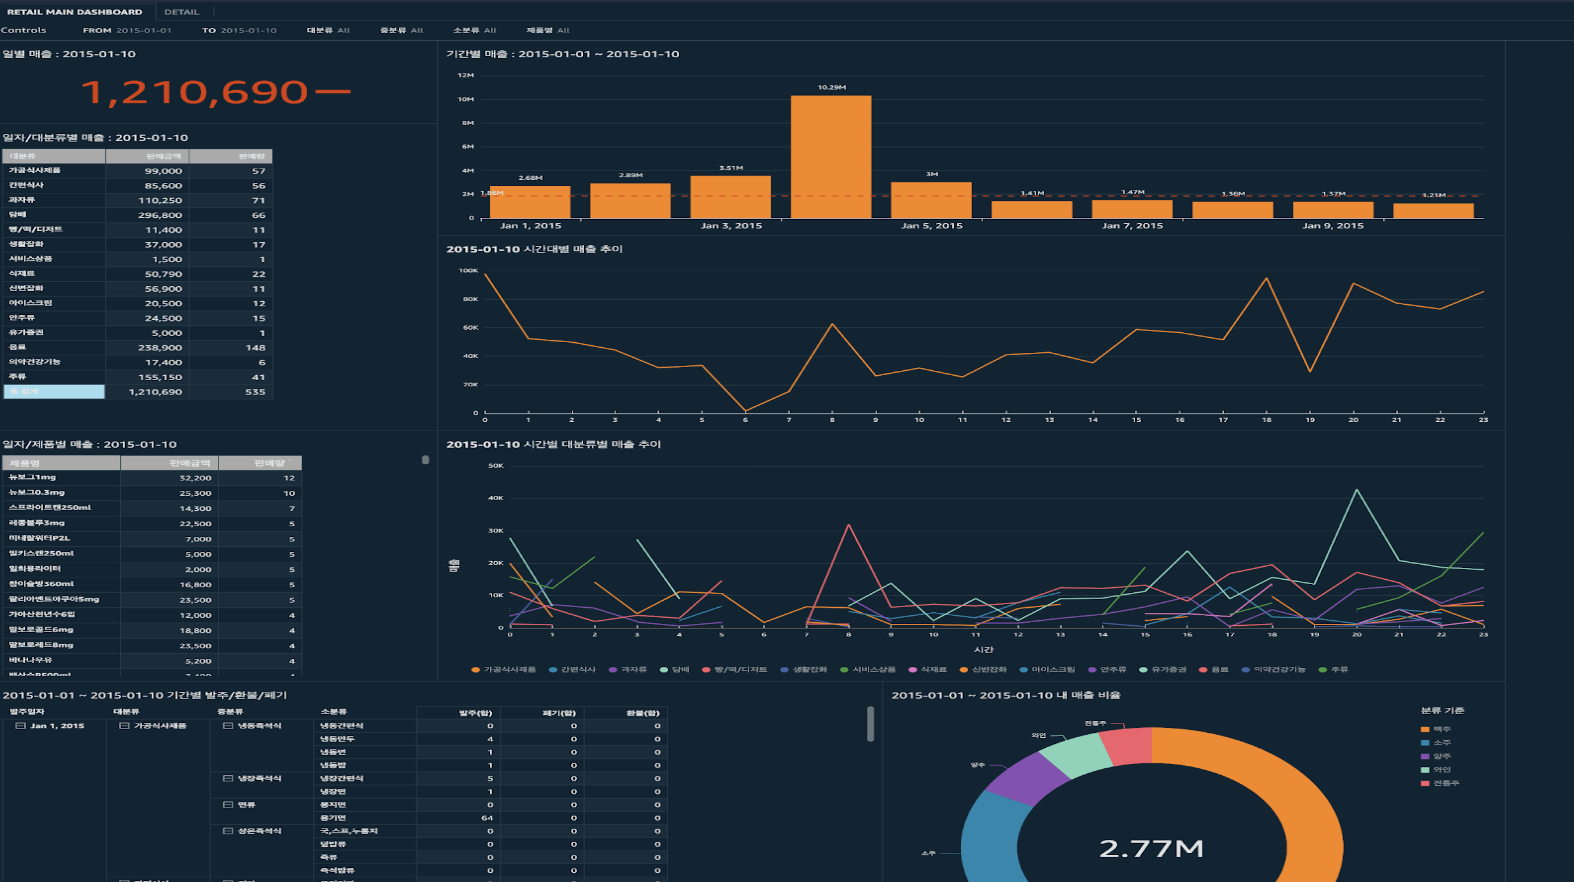 RETAIL MAIN DASHBOARD DETAIL
Controls FROM 2015-01-01 TO 2015-01-10 대분류 All 중분류 All 소분류 All 제품명 All
일별 매출 : 2015-01-10
1,210,690
일자/대분류별 매출 : 2015-01-10
대분류 판매금액 판매량
가공식사제품 99,000 57
간편식사 85,600 56
과자류 110,250 71
담배 296,800 66
빵/떡/디저트 11,400 11
생활잡화 37,000 17
서비스상품 1,500 1
식재료 50,790 22
신변잡화 56,900 11
아이스크림 20,500 12
안주류 24,500 15
유가증권 5,000 1
음료 238,900 148
의약건강기능 17,400 6
주류 155,150 41
1,210,690 535
일자/제품별 매출 : 2015-01-10
제품명 판매금액 판매량
뉴보그1mg 32,200 12
뉴보그0.3mg 25,300 10
스프라이트캔250ml 14,300 7
레종블루3mg 22,500 5
미네랄워터P2L 7,000 5
밀키스캔250ml 5,000 5
일회용라이터 2,000 5
참이슬병360ml 16,800 5
팔리아멘트아쿠아5mg 23,500 5
가야산천년수6입 12,000 4
말보로골드6mg 18,800 4
말보로레드8mg 23,500 4
바나나우유 5,200 4
기간별 매출 : 2015-01-01 ~ 2015-01-10
12M
10M
8M
6M
4M
2M
0
1.86M
2.68M 2.89M 3.51M 10.29M 3M 1.41M 1.47M 1.36M 1.37M 1.21M
Jan 1, 2015 Jan 3, 2015 Jan 5, 2015 Jan 7, 2015 Jan 9, 2015
2015-01-10 시간대별 매출 추이
100K
80K
60K
40K
20K
0
0 1 2 3 4 5 6 7 8 9 10 11 12 13 14 15 16 17 18 19 20 21 22 23
2015-01-10 시간별 대분류별 매출 추이
50K
40K
30K
20K
10K
0
매출
0 1 2 3 4 5 6 7 8 9 10 11 12 13 14 15 16 17 18 19 20 21 22 23
시간
가공식사제품 간편식사 과자류 담배 빵/떡/디저트 생활잡화 서비스상품 식재료 신변잡화 아이스크림 안주류 유가증권 음료 의약건강기능 주류
2015-01-01 ~ 2015-01-10 기간별 발주/환불/폐기
발주일자 대분류 중분류 소분류 발주(합) 폐기(합) 환불(합)
Jan 1, 2015 가공식사제품 냉동즉석식 냉동간편식 0 0 0
냉동만두 4 0 0
냉동면 1 0 0
냉동밥 1 0 0
냉장즉석식 냉장간편식 5 0 0
냉장면 1 0 0
면류 봉지면 0 0 0
용기면 64 0 0
상온즉석식 국,스프,누룽지 0 0 0
덮밥류 0 0 0
죽류 0 0 0
즉석밥류 0 0 0
2015-01-01 ~ 2015-01-10 내 매출 비율
전통주
와인
양주
소주
2.77M
분류 기준
맥주
소주
양주
와인
전통주